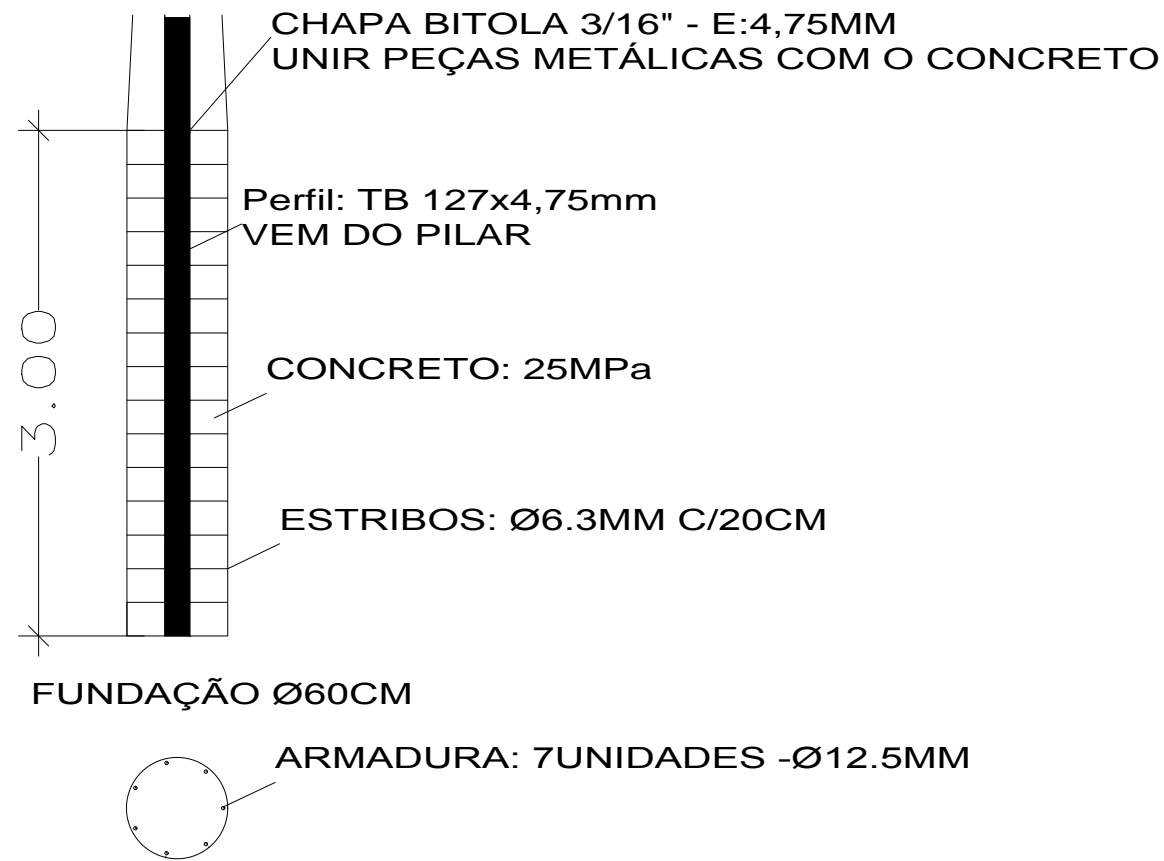 CHAPA BITOLA 3/16" - E:4,75MM
UNIR PEÇAS METÁLICAS COM O CONCRETO
Perfil: TB 127x4,75mm
VEM DO PILAR
3.00
CONCRETO: 25MPa
ESTRIBOS: Ø6.3MM C/20CM
FUNDAÇÃO Ø60CM
ARMADURA: 7UNIDADES -Ø12.5MM